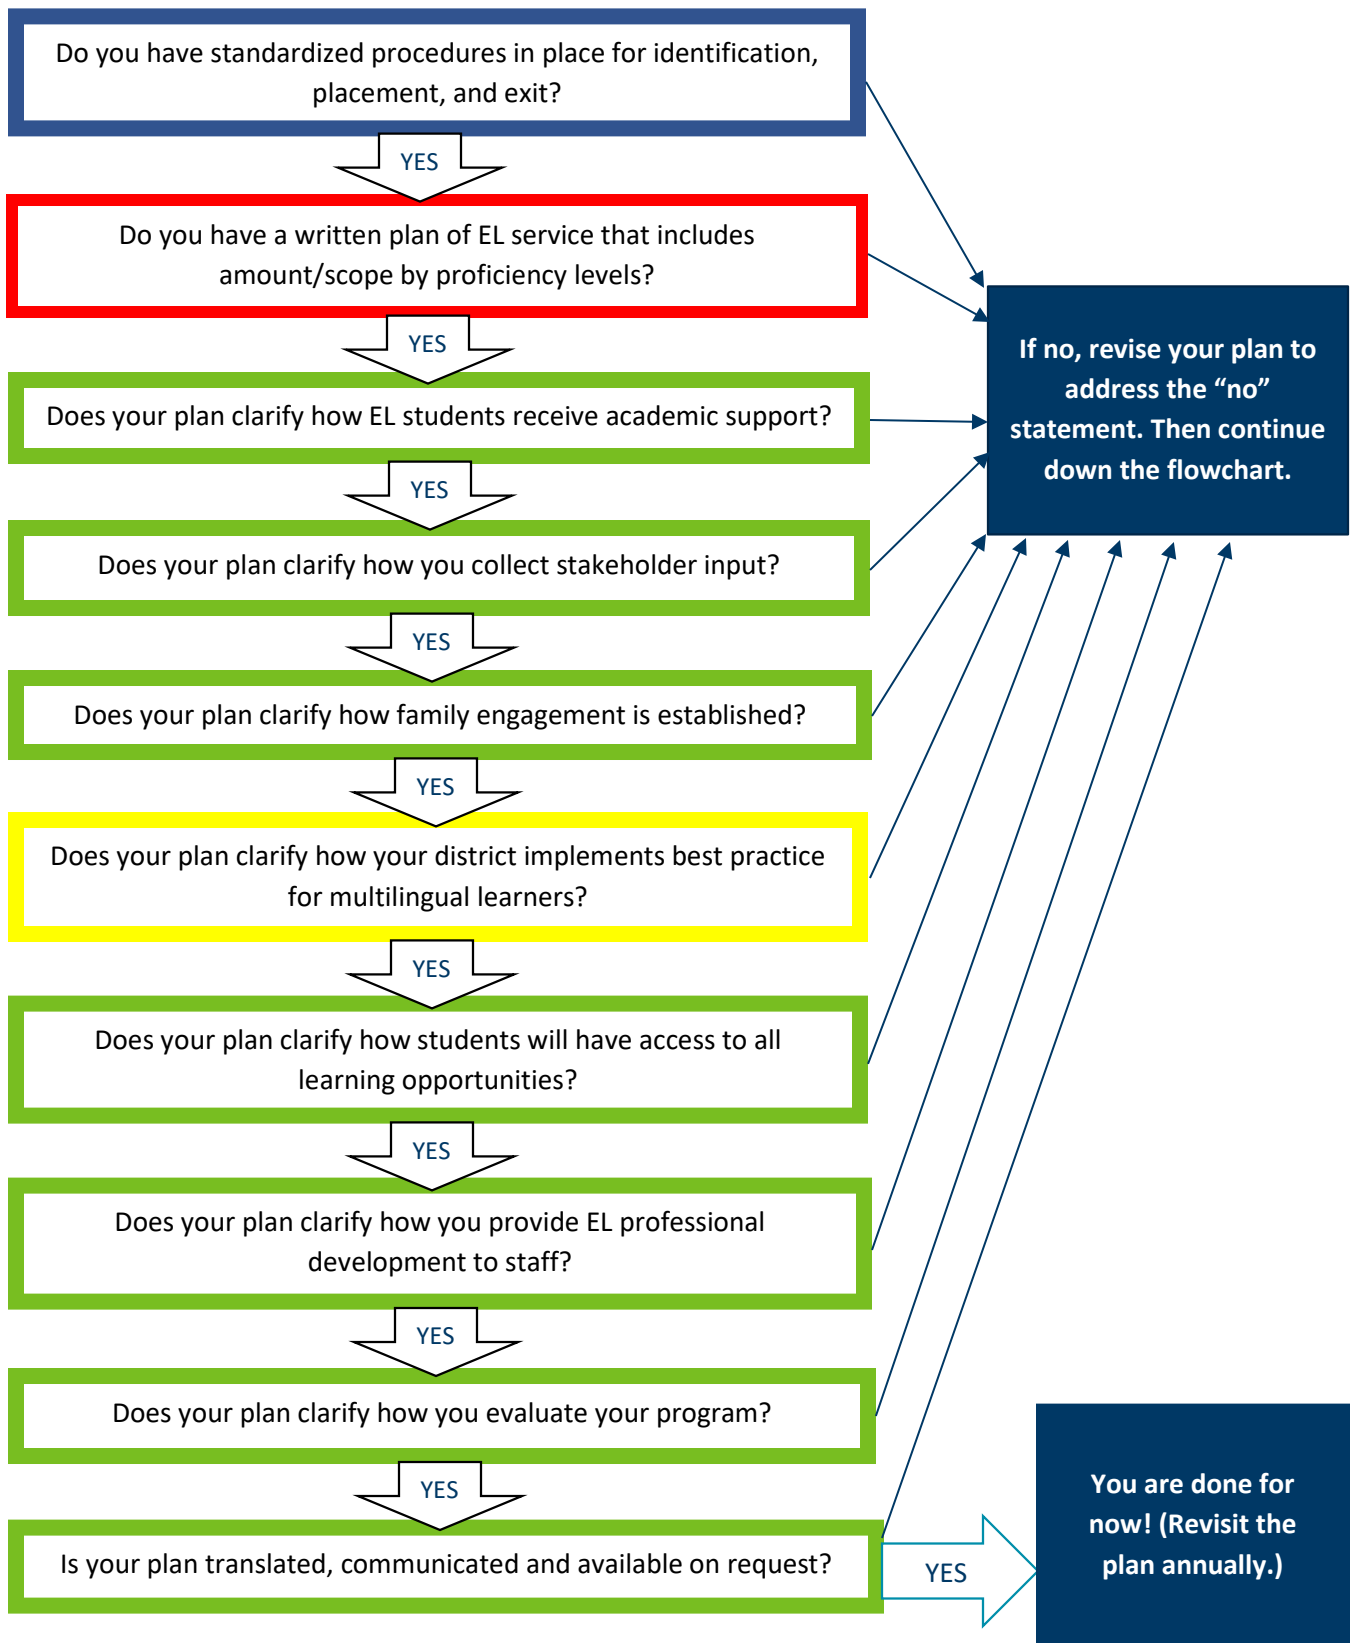 Do you have standardized procedures in place for identification,
placement, and exit?
YES
Do you have a written plan of EL service that includes
amount/scope by proficiency levels?
YES
Does your plan clarify how EL students receive academic support?
YES
Does your plan clarify how you collect stakeholder input?
YES
Does your plan clarify how family engagement is established?
YES
Does your plan clarify how your district implements best practice
for multilingual learners?
YES
Does your plan clarify how students will have access to all
learning opportunities?
YES
Does your plan clarify how you provide EL professional
development to staff?
YES
Does your plan clarify how you evaluate your program?
YES
Is your plan translated, communicated and available on request?
YES
If no, revise your plan to
address the “no”
statement. Then continue
down the flowchart.
You are done for
now! (Revisit the
plan annually.)